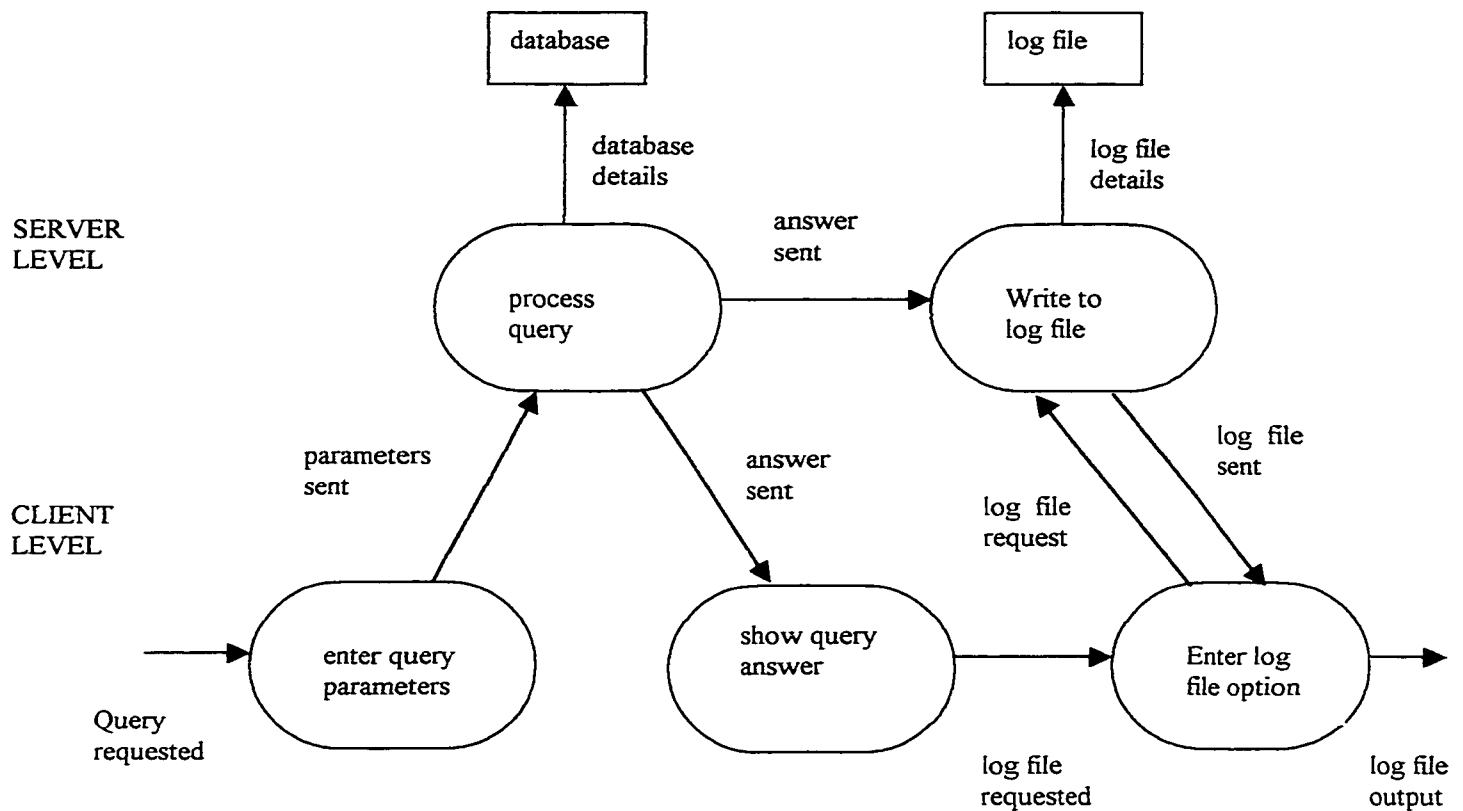 database
log file
database
details
log file
details
SERVER
LEVEL
answer
sent
process
query
Write to
log file
parameters
sent
answer
sent
log file
sent
log file
request
CLIENT
LEVEL
enter query
parameters
show query
answer
Enter log
file option
Query
requested
log file
requested
log file
output